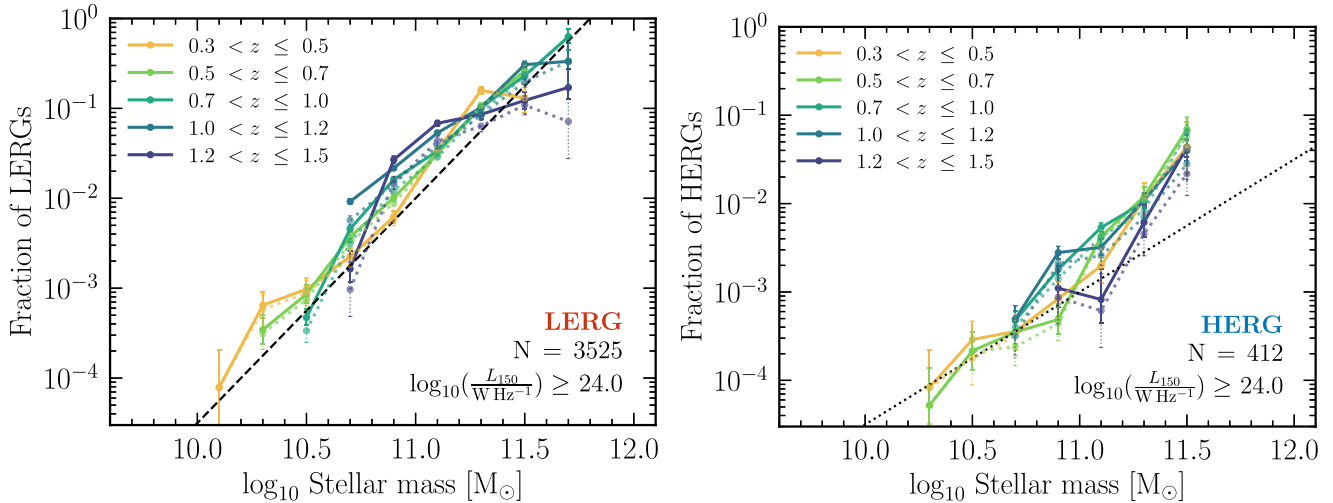 10⁰
10⁻¹
10⁻²
10⁻³
10⁻⁴
Fraction of LERGs
0.3 < z ≤ 0.5
0.5 < z ≤ 0.7
0.7 < z ≤ 1.0
1.0 < z ≤ 1.2
1.2 < z ≤ 1.5
LERG
N = 3525
log₁₀(L₁₅₀/W Hz⁻¹) ≥ 24.0
10.0 10.5 11.0 11.5 12.0
log₁₀ Stellar mass [M☉]
10⁰
10⁻¹
10⁻²
10⁻³
10⁻⁴
Fraction of HERGs
0.3 < z ≤ 0.5
0.5 < z ≤ 0.7
0.7 < z ≤ 1.0
1.0 < z ≤ 1.2
1.2 < z ≤ 1.5
HERG
N = 412
log₁₀(L₁₅₀/W Hz⁻¹) ≥ 24.0
10.0 10.5 11.0 11.5 12.0
log₁₀ Stellar mass [M☉]